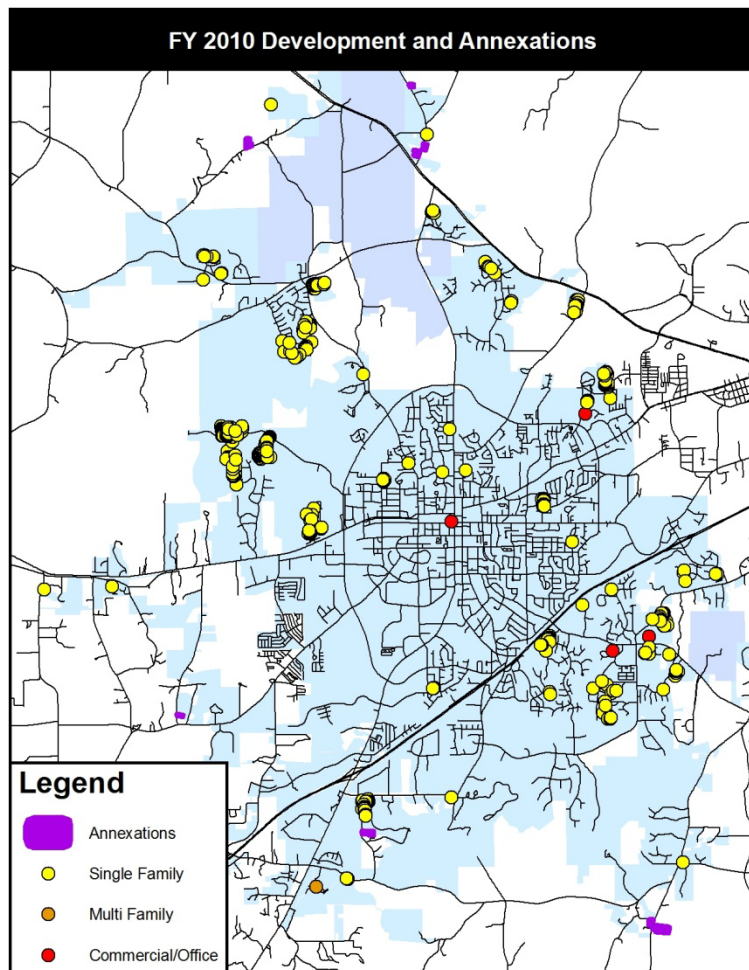 FY 2010 Development and Annexations
Legend
Annexations
Single Family
Multi Family
Commercial/Office